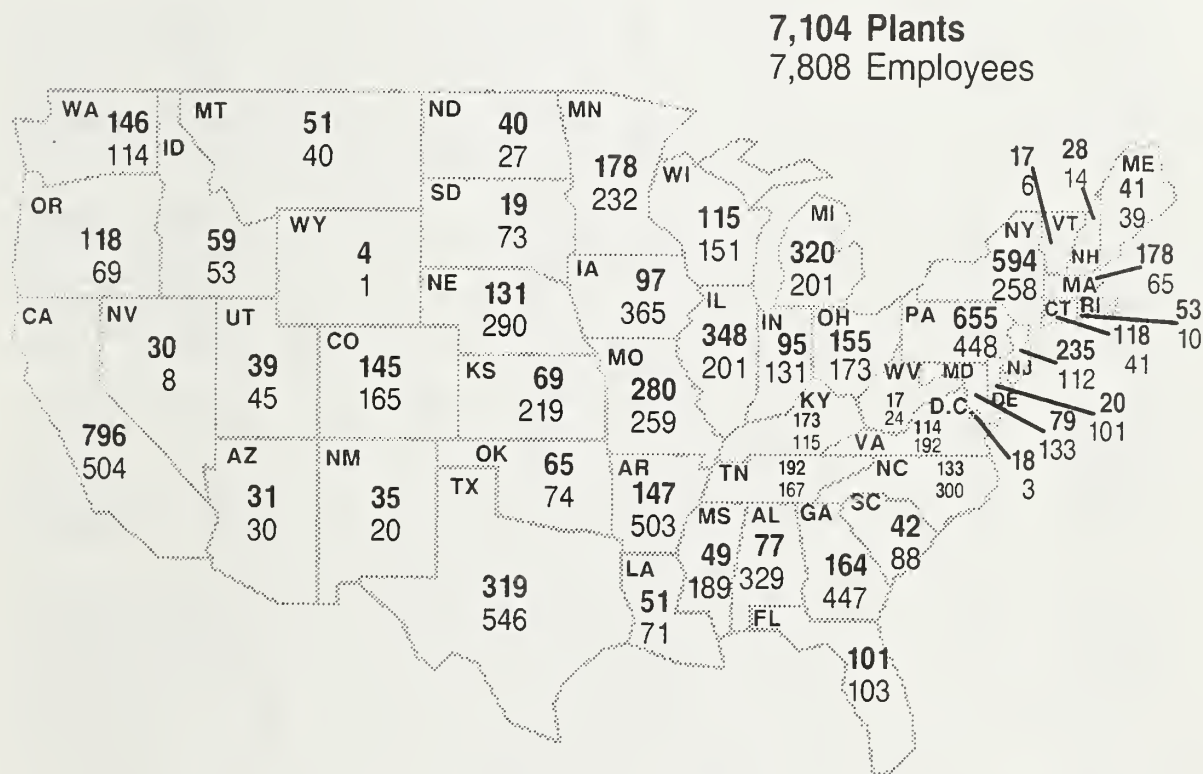 7,104 Plants
7,808 Employees
WA
146
114
ID
59
53
MT
51
40
ND
40
27
MN
178
232
WI
115
151
MI
320
201
OR
118
69
WY
4
1
SD
19
73
IA
97
365
NE
131
290
CA
796
504
NV
30
8
UT
39
45
CO
145
165
KS
69
219
MO
280
259
IL
348
201
IN
95
131
OH
155
173
KY
173
115
WV
17
24
PA
655
448
NY
594
258
VT
17
6
NH
28
14
ME
41
39
MA
178
65
RI
53
10
CT
118
41
NJ
235
112
DE
20
101
MD
79
133
D.C.
18
3
VA
114
192
AZ
31
30
NM
35
20
OK
65
74
TX
319
546
AR
147
503
TN
192
167
NC
133
300
SC
42
88
MS
49
189
AL
77
329
GA
164
447
LA
51
71
FL
101
103